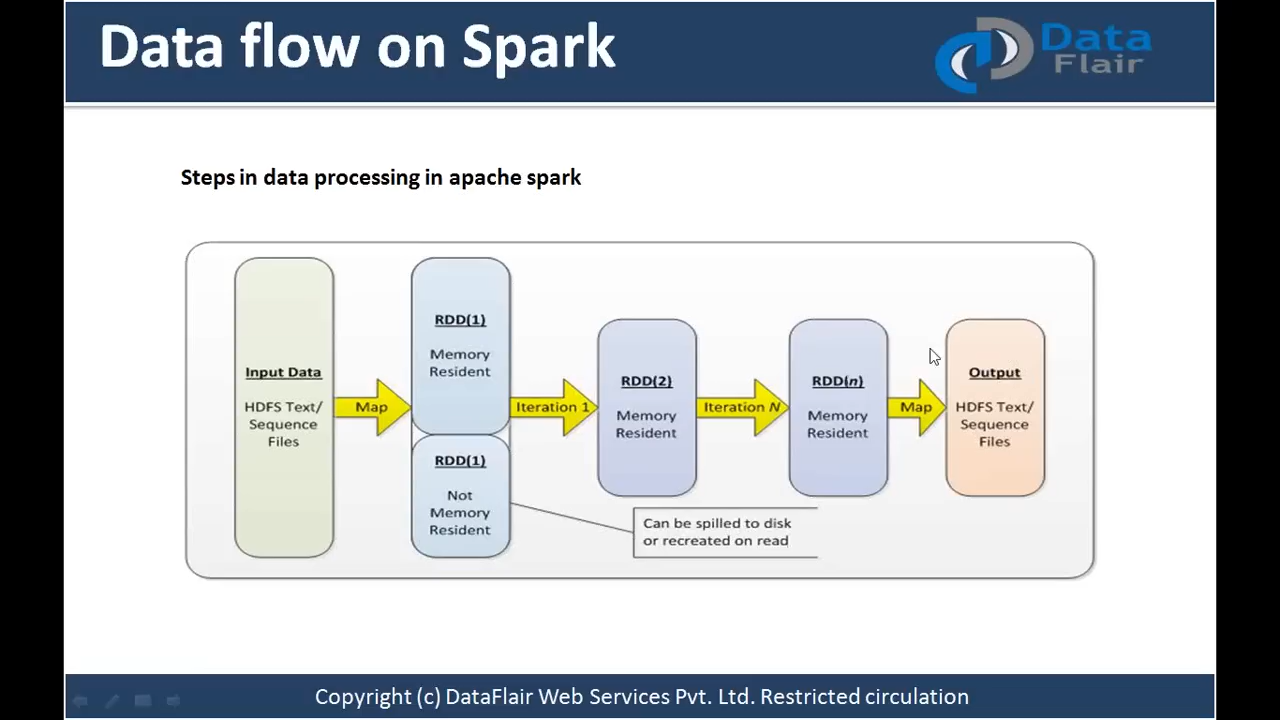 Data flow on Spark
Data
Flair
Steps in data processing in apache spark
Input Data
HDFS Text/
Sequence
Files
Map
RDD(1)
Memory
Resident
RDD(1)
Not
Memory
Resident
Iteration 1
RDD(2)
Memory
Resident
Iteration N
RDD(n)
Memory
Resident
Map
Output
HDFS Text/
Sequence
Files
Can be spilled to disk
or recreated on read
Copyright (c) DataFlair Web Services Pvt. Ltd. Restricted circulation